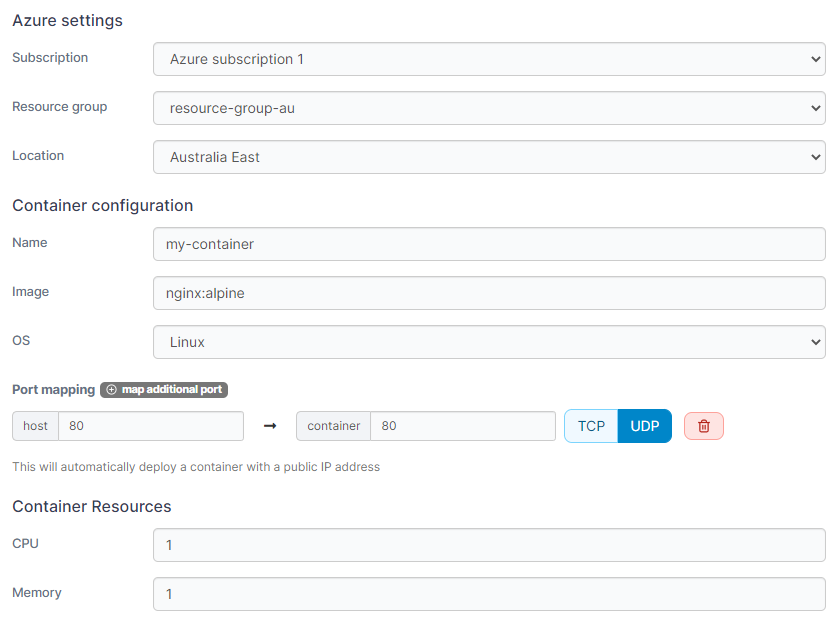 Azure settings
Subscription Azure subscription 1
Resource group resource-group-au
Location Australia East
Container configuration
Name my-container
Image nginx:alpine
OS Linux
Port mapping map additional port
host 80 → container 80 TCP UDP
This will automatically deploy a container with a public IP address
Container Resources
CPU 1
Memory 1